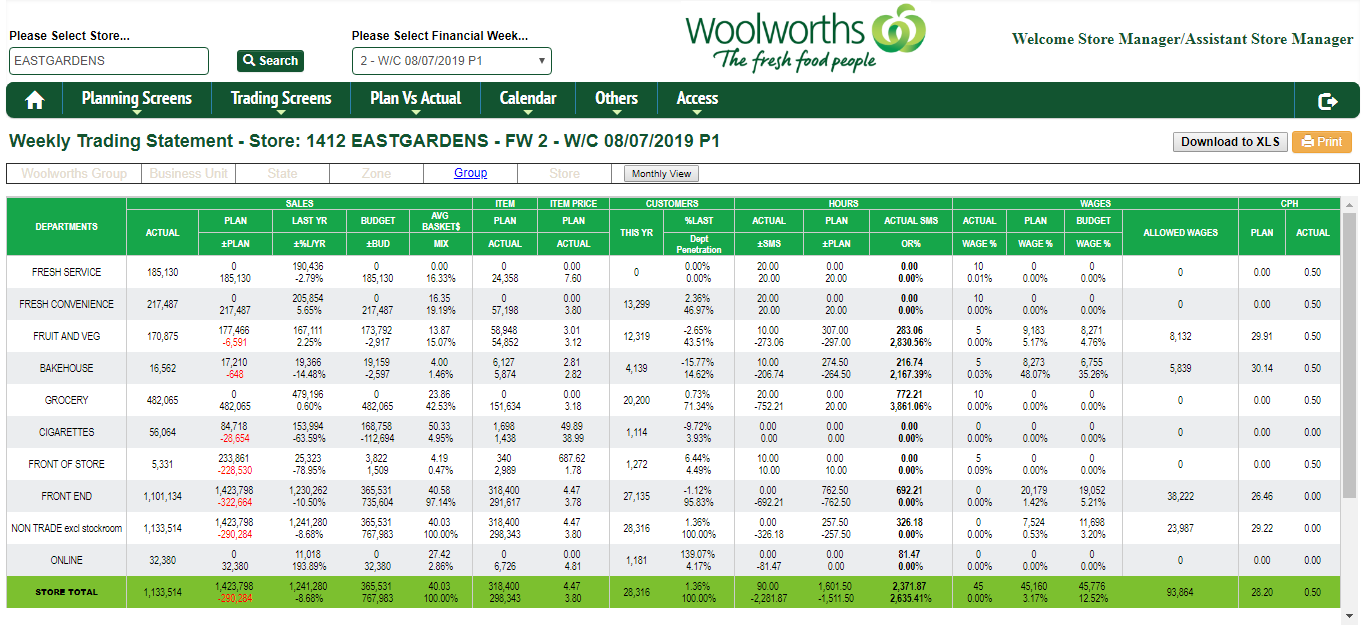 Please Select Store...
Please Select Financial Week...
Woolworths
The fresh food people
Welcome Store Manager/Assistant Store Manager
EASTGARDENS
Search
2 - W/C 08/07/2019 P1
Planning Screens Trading Screens Plan Vs Actual Calendar Others Access
Weekly Trading Statement - Store: 1412 EASTGARDENS - FW 2 - W/C 08/07/2019 P1
Download to XLS Print
Woolworths Group Business Unit State Zone Group Store Monthly View
SALES ITEM ITEM PRICE CUSTOMERS HOURS WAGES CPH
DEPARTMENTS ACTUAL PLAN LAST YR BUDGET AVG BASKET$ PLAN PLAN THIS YR %LAST ACTUAL PLAN ACTUAL SMS ACTUAL PLAN BUDGET ALLOWED WAGES PLAN ACTUAL
±PLAN ±%L/YR ±BUD MIX ACTUAL ACTUAL Dept Penetration ±SMS ±PLAN OR% WAGE % WAGE % WAGE %
FRESH SERVICE 185,130 0 190,436 0 0.00 0 0.00 0 0.00% 20.00 0.00 0.00 10 0 0 0 0.00 0.50
185,130 -2.79% 185,130 16.33% 24,358 7.60 0.00% 20.00 20.00 0.00% 0.01% 0.00% 0.00%
FRESH CONVENIENCE 217,487 0 205,854 0 16.35 0 0.00 13,299 2.36% 20.00 0.00 0.00 10 0 0 0 0.00 0.50
217,487 5.65% 217,487 19.19% 57,198 3.80 46.97% 20.00 20.00 0.00% 0.00% 0.00% 0.00%
FRUIT AND VEG 170,875 177,466 167,111 173,792 13.87 58,948 3.01 12,319 -2.65% 10.00 307.00 283.06 5 9,183 8,271 8,132 29.91 0.50
-6,591 2.25% -2,917 15.07% 54,852 3.12 43.51% -273.06 -297.00 2,830.56% 0.00% 5.17% 4.76%
BAKEHOUSE 16,562 17,210 19,366 19,159 4.00 6,127 2.81 4,139 -15.77% 10.00 274.50 216.74 5 8,273 6,755 5,839 30.14 0.50
-648 -14.48% -2,597 1.46% 5,874 2.82 14.62% -206.74 -264.50 2,167.39% 0.03% 48.07% 35.26%
GROCERY 482,065 0 479,196 0 23.86 0 0.00 20,200 0.73% 20.00 0.00 772.21 10 0 0 0 0.00 0.50
482,065 0.60% 482,065 42.53% 151,634 3.18 71.34% -752.21 20.00 3,861.06% 0.00% 0.00% 0.00%
CIGARETTES 56,064 84,718 153,994 168,758 50.33 1,698 49.89 1,114 -9.72% 0.00 0.00 0.00 0 0 0 0 0.00 0.00
-28,654 -63.59% -112,694 4.95% 1,438 38.99 3.93% 0.00 0.00 0.00% 0.00% 0.00% 0.00%
FRONT OF STORE 5,331 233,861 25,323 3,822 4.19 340 687.62 1,272 6.44% 10.00 0.00 0.00 5 0 0 0 0.00 0.50
-228,530 -78.95% 1,509 0.47% 2,989 1.78 4.49% 10.00 10.00 0.00% 0.09% 0.00% 0.00%
FRONT END 1,101,134 1,423,798 1,230,262 365,531 40.58 318,400 4.47 27,135 -1.12% 0.00 762.50 692.21 0 20,179 19,052 38,222 26.46 0.00
-322,664 -10.50% 735,604 97.14% 291,617 3.78 95.83% -692.21 -762.50 0.00% 0.00% 1.42% 5.21%
NON TRADE excl stockroom 1,133,514 1,423,798 1,241,280 365,531 40.03 318,400 4.47 28,316 1.36% 0.00 257.50 326.18 0 7,524 11,698 23,987 29.22 0.00
-290,284 -8.68% 767,983 100.00% 298,343 3.80 100.00% -326.18 -257.50 0.00% 0.00% 0.53% 3.20%
ONLINE 32,380 0 11,018 0 27.42 0 0.00 1,181 139.07% 0.00 0.00 81.47 0 0 0 0 0.00 0.00
32,380 193.89% 32,380 2.86% 6,726 4.81 4.17% -81.47 0.00 0.00% 0.00% 0.00% 0.00%
STORE TOTAL 1,133,514 1,423,798 1,241,280 365,531 40.03 318,400 4.47 28,316 1.36% 90.00 1,601.50 2,371.87 45 45,160 45,776 93,864 28.20 0.50
-290,284 -8.68% 767,983 100.00% 298,343 3.80 100.00% -2,281.87 -1,511.50 2,635.41% 0.00% 3.17% 12.52%